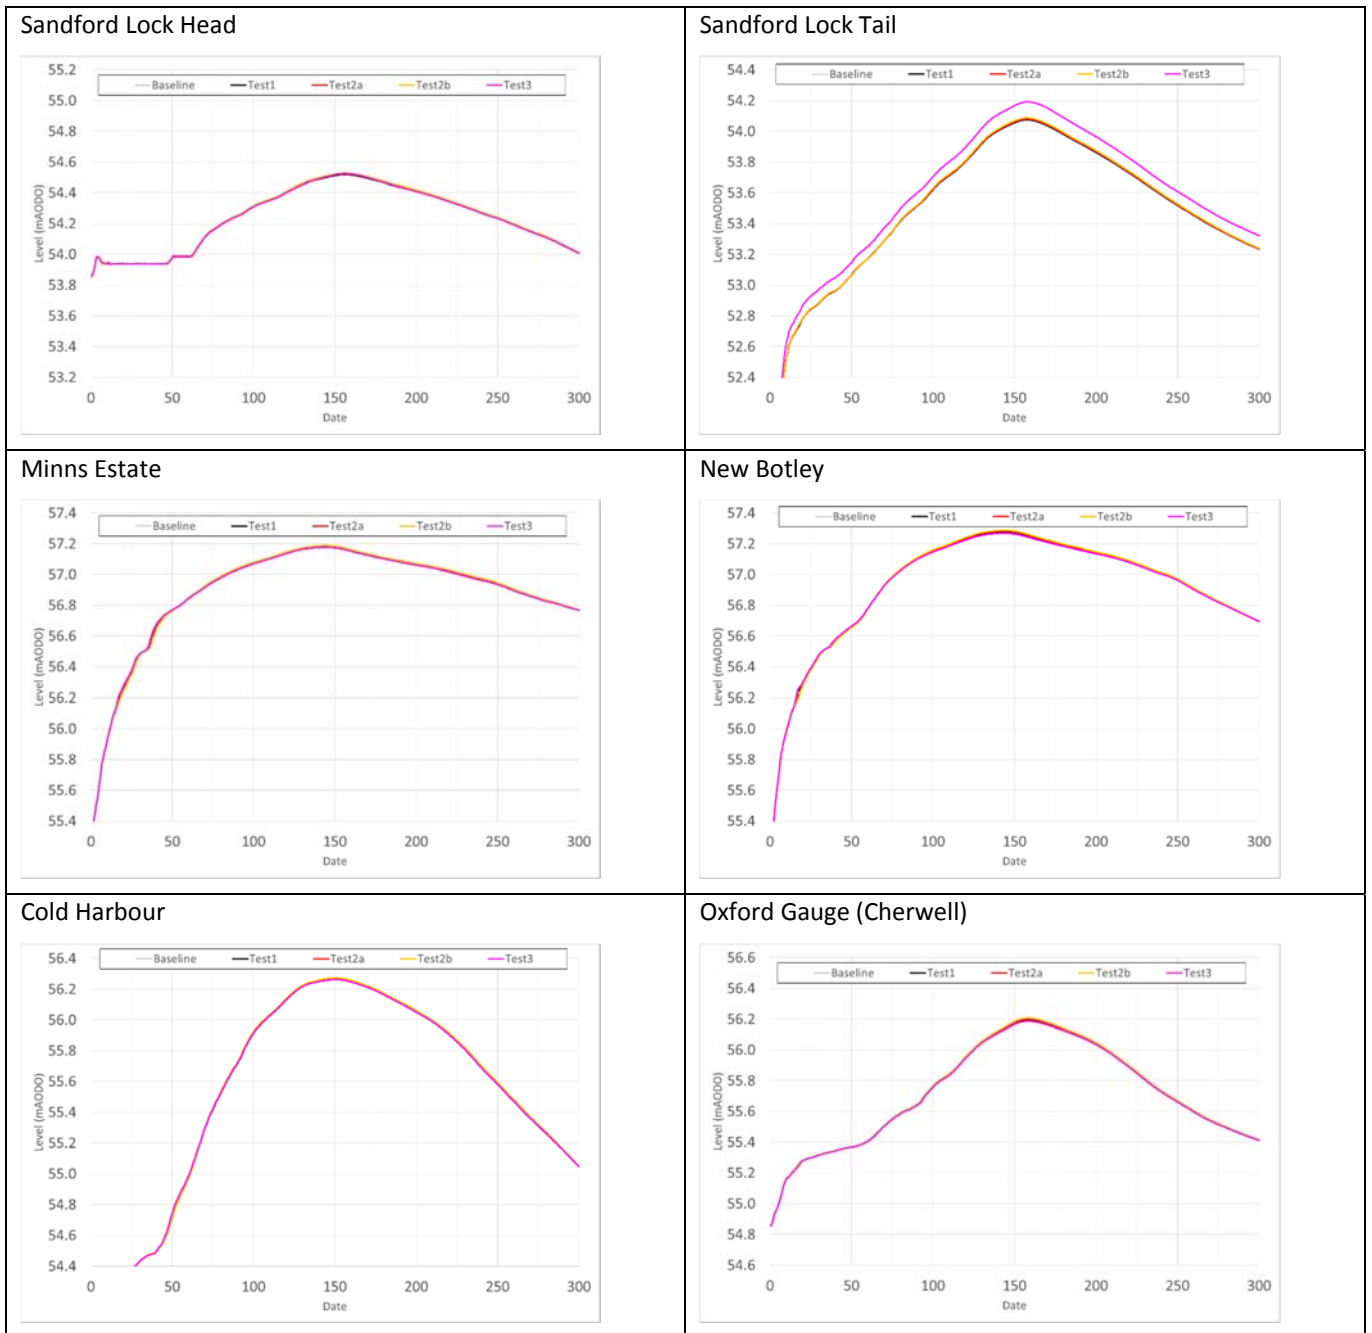 Sandford Lock Head
55.2
Baseline Test1 Test2a Test2b Test3
55.0
54.8
54.6
54.4
54.2
54.0
53.8
53.6
53.4
53.2
Level (mAODO)
0 50 100 150 200 250 300
Date
Sandford Lock Tail
54.4
Baseline Test1 Test2a Test2b Test3
54.2
54.0
53.8
53.6
53.4
53.2
53.0
52.8
52.6
52.4
Level (mAODO)
0 50 100 150 200 250 300
Date
Minns Estate
57.4
Baseline Test1 Test2a Test2b Test3
57.2
57.0
56.8
56.6
56.4
56.2
56.0
55.8
55.6
55.4
Level (mAODO)
0 50 100 150 200 250 300
Date
New Botley
57.4
Baseline Test1 Test2a Test2b Test3
57.2
57.0
56.8
56.6
56.4
56.2
56.0
55.8
55.6
55.4
Level (mAODO)
0 50 100 150 200 250 300
Date
Cold Harbour
56.4
Baseline Test1 Test2a Test2b Test3
56.2
56.0
55.8
55.6
55.4
55.2
55.0
54.8
54.6
54.4
Level (mAODO)
0 50 100 150 200 250 300
Date
Oxford Gauge (Cherwell)
56.6
Baseline Test1 Test2a Test2b Test3
56.4
56.2
56.0
55.8
55.6
55.4
55.2
55.0
54.8
54.6
Level (mAODO)
0 50 100 150 200 250 300
Date